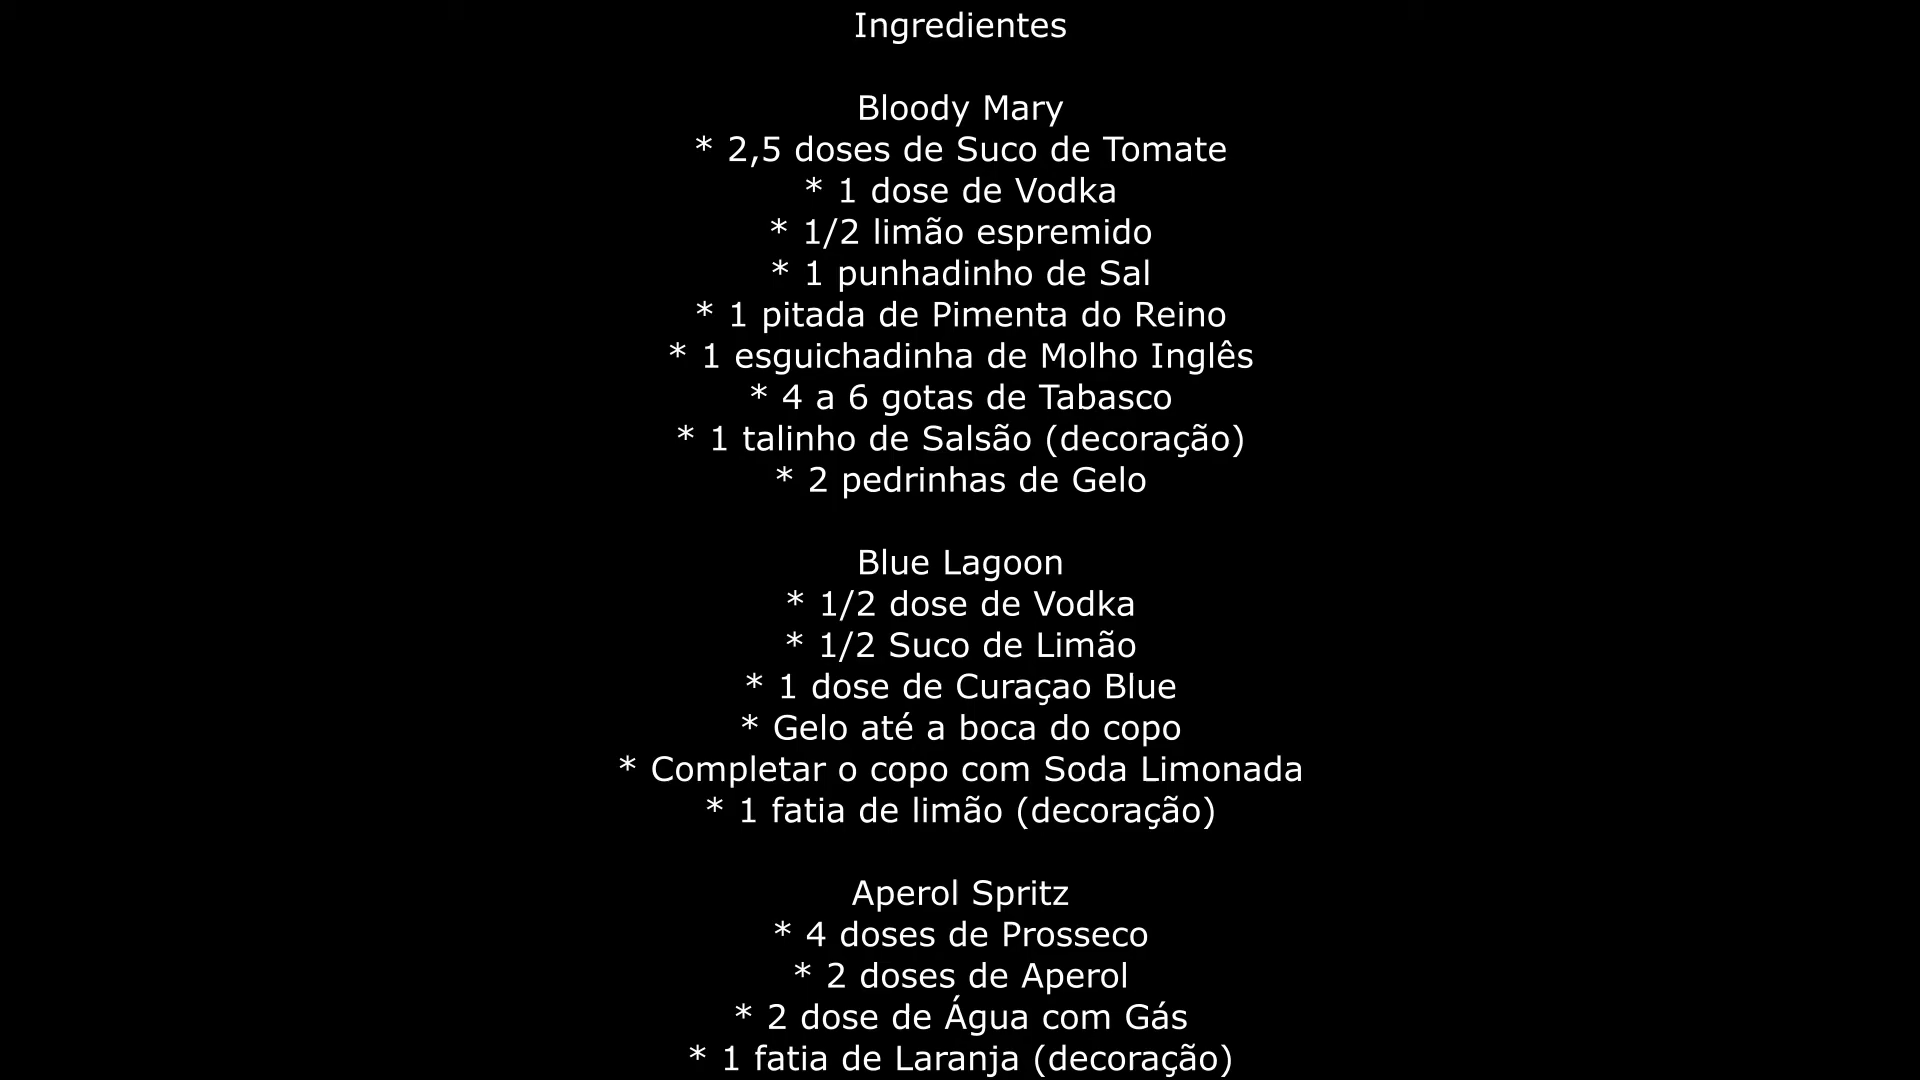 Ingredientes
Bloody Mary
* 2,5 doses de Suco de Tomate
* 1 dose de Vodka
* 1/2 limão espremido
* 1 punhadinho de Sal
* 1 pitada de Pimenta do Reino
* 1 esguichadinha de Molho Inglês
* 4 a 6 gotas de Tabasco
* 1 talinho de Salsão (decoração)
* 2 pedrinhas de Gelo
Blue Lagoon
* 1/2 dose de Vodka
* 1/2 Suco de Limão
* 1 dose de Curaçao Blue
* Gelo até a boca do copo
* Completar o copo com Soda Limonada
* 1 fatia de limão (decoração)
Aperol Spritz
* 4 doses de Prosseco
* 2 doses de Aperol
* 2 dose de Água com Gás
* 1 fatia de Laranja (decoração)